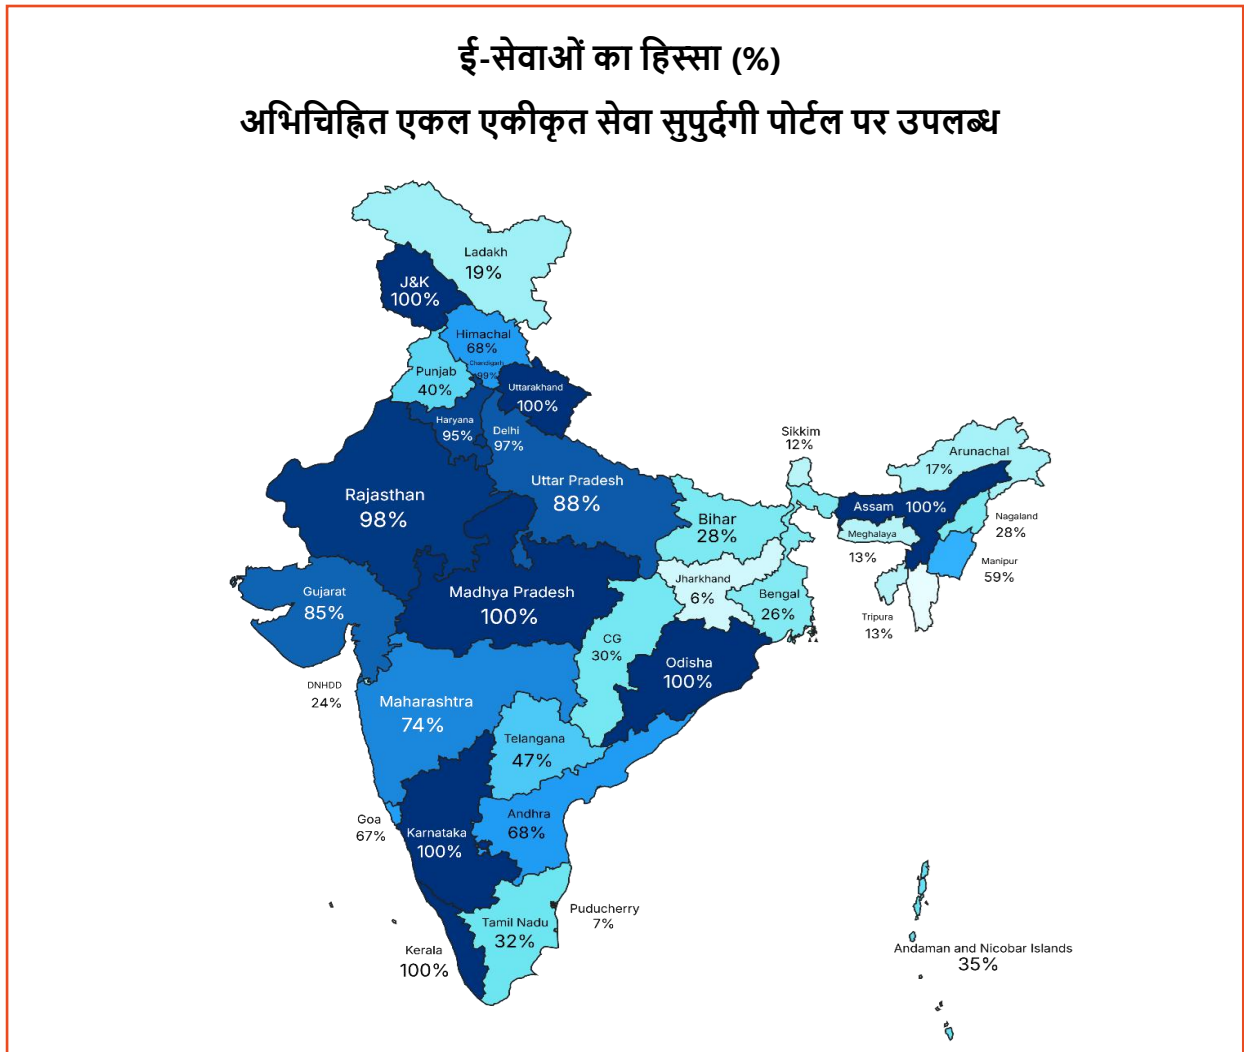 ई-सेवाओं का हिस्सा (%)
अभिचिह्नित एकल एकीकृत सेवा सुपुर्दगी पोर्टल पर उपलब्ध
Ladakh
19%
J&K
100%
Himachal
68%
Chandigarh
99%
Punjab
40%
Uttarakhand
100%
Haryana
95%
Delhi
97%
Sikkim
12%
Arunachal
17%
Uttar Pradesh
88%
Rajasthan
98%
Assam 100%
Bihar
28%
Nagaland
28%
Meghalaya
13%
Manipur
59%
Jharkhand
6%
Gujarat
85%
Madhya Pradesh
100%
Bengal
26%
Tripura
13%
CG
30%
Odisha
100%
DNHDD
24%
Maharashtra
74%
Telangana
47%
Goa
67%
Andhra
68%
Karnataka
100%
Puducherry
7%
Tamil Nadu
32%
Kerala
100%
Andaman and Nicobar Islands
35%